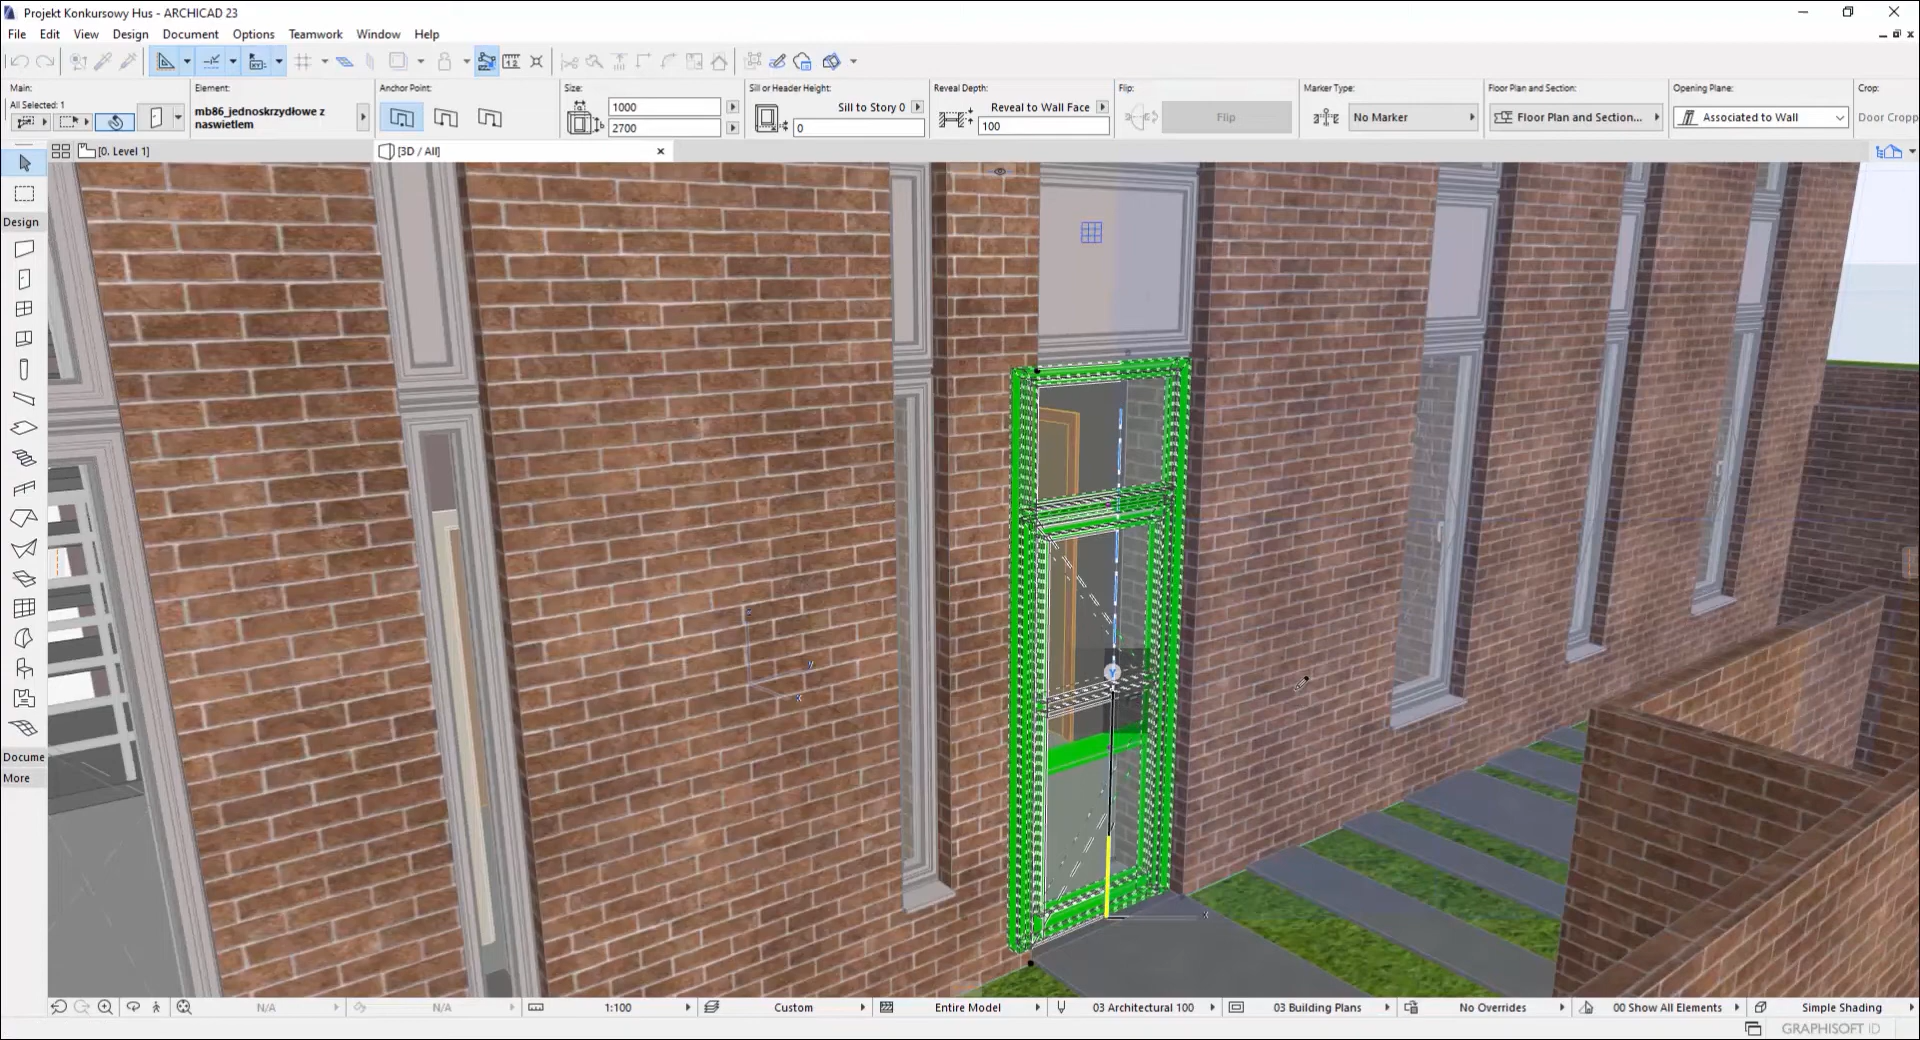 Projekt Konkursowy Hus - ARCHICAD 23
File Edit View Design Document Options Teamwork Window Help
Main:
All Selected: 1
Element:
mb86_jednoskrzydłowe z
naswietlem
Anchor Point:
Size:
1000
2700
Sill or Header Height:
Sill to Story 0
0
Reveal Depth:
Reveal to Wall Face
100
Flip:
Flip
Marker Type:
No Marker
Floor Plan and Section:
Floor Plan and Section...
Opening Plane:
Associated to Wall
Crop:
Door Cropp
[0. Level 1]
[3D / All]
Design
Docume
More
Y
x
y
x
N/A
N/A
1:100
Custom
Entire Model
03 Architectural 100
03 Building Plans
No Overrides
00 Show All Elements
Simple Shading
GRAPHISOFT ID